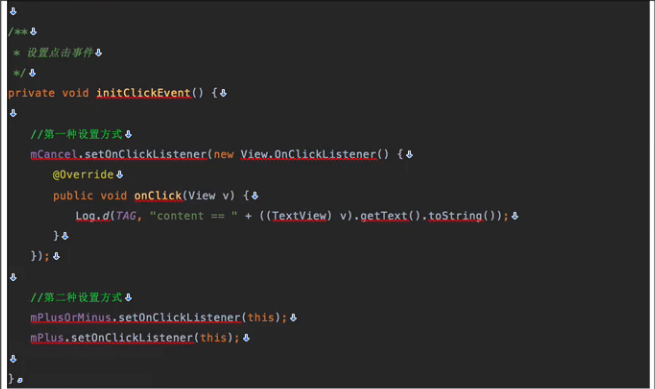 /**
* 设置点击事件
*/
private void initClickEvent() {
//第一种设置方式
mCancel.setOnClickListener(new View.OnClickListener() {
@Override
public void onClick(View v) {
Log.d(TAG, "content == " + ((TextView) v).getText().toString());
}
});
//第二种设置方式
mPlusOrMinus.setOnClickListener(this);
mPlus.setOnClickListener(this);
}